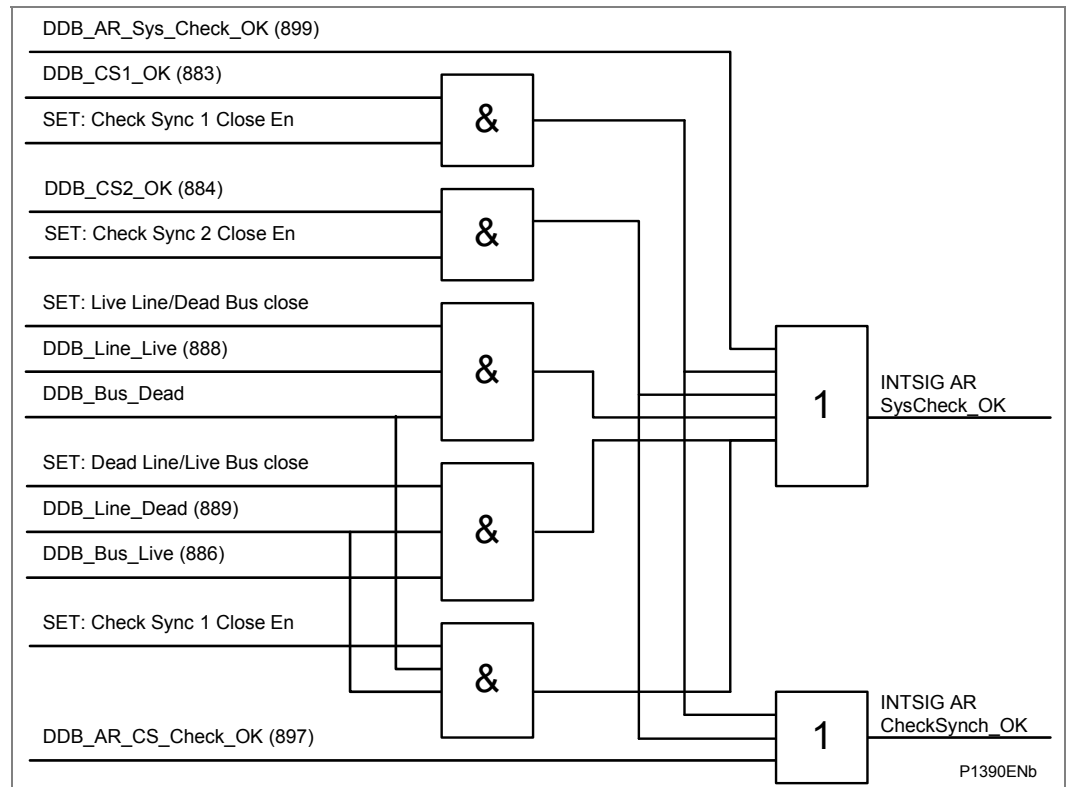 DDB_AR_Sys_Check_OK (899)
DDB_CS1_OK (883)
SET: Check Sync 1 Close En
&
DDB_CS2_OK (884)
SET: Check Sync 2 Close En
&
SET: Live Line/Dead Bus close
DDB_Line_Live (888)
DDB_Bus_Dead
&
1
INTSIG AR
SysCheck_OK
SET: Dead Line/Live Bus close
DDB_Line_Dead (889)
DDB_Bus_Live (886)
&
SET: Check Sync 1 Close En
&
DDB_AR_CS_Check_OK (897)
1
INTSIG AR
CheckSynch_OK
P1390ENb